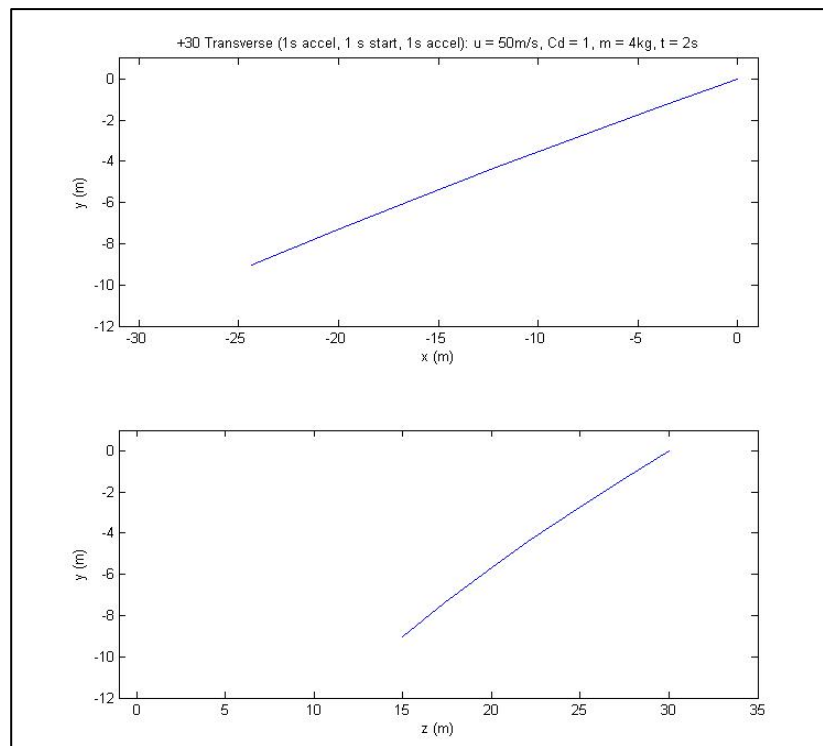 +30 Transverse (1s accel, 1 s start, 1s accel): u = 50m/s, Cd = 1, m = 4kg, t = 2s
0
-2
-4
-6
-8
-10
-12
y (m)
-30 -25 -20 -15 -10 -5 0
x (m)
0
-2
-4
-6
-8
-10
-12
y (m)
0 5 10 15 20 25 30 35
z (m)